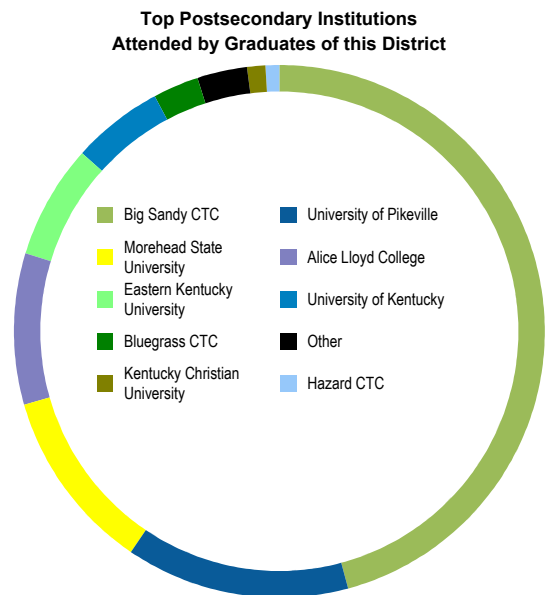 Top Postsecondary Institutions
Attended by Graduates of this District
Big Sandy CTC
University of Pikeville
Morehead State
University
Alice Lloyd College
Eastern Kentucky
University
University of Kentucky
Bluegrass CTC
Other
Kentucky Christian
University
Hazard CTC